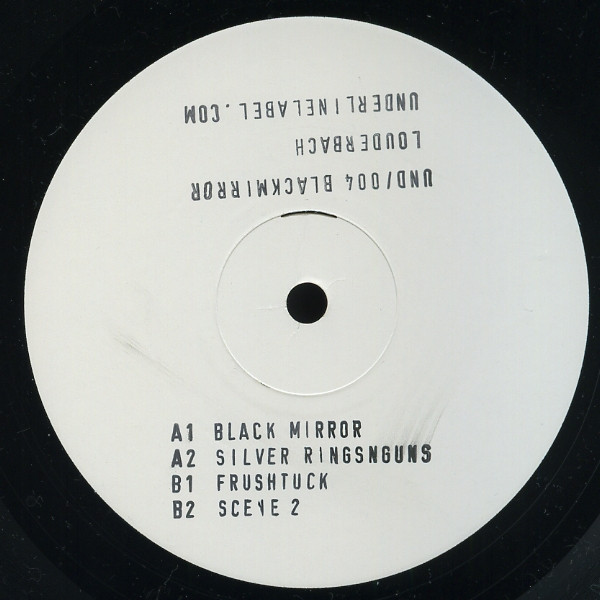 UND/004 BLACKMIRROR
LOUDERBACH
UNDERLINELABEL.COM
A1 BLACK MIRROR
A2 SILVER RINGSNGUNS
B1 FRUSHTUCK
B2 SCENE 2